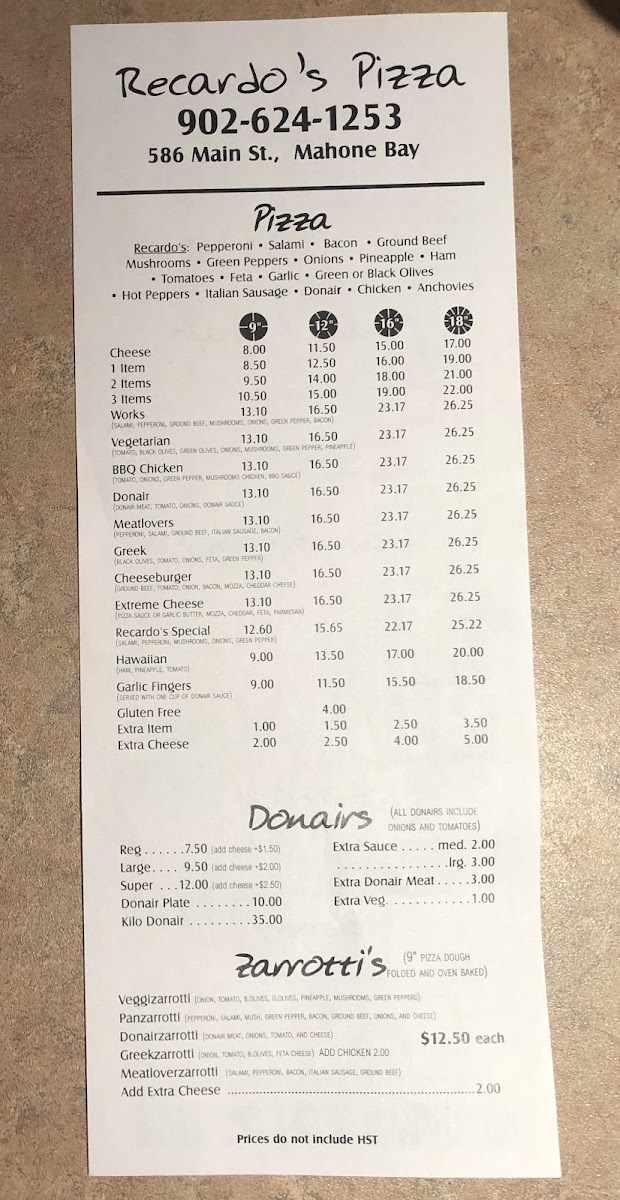 Recardo's Pizza
902-624-1253
586 Main St., Mahone Bay
Pizza
Recardo's: Pepperoni • Salami • Bacon • Ground Beef
Mushrooms • Green Peppers • Onions • Pineapple • Ham
• Tomatoes • Feta • Garlic • Green or Black Olives
• Hot Peppers • Italian Sausage • Donair • Chicken • Anchovies
9" 12" 16" 18"
Cheese 8.00 11.50 15.00 17.00
1 Item 8.50 12.50 16.00 19.00
2 Items 9.50 14.00 18.00 21.00
3 Items 10.50 15.00 19.00 22.00
Works 13.10 16.50 23.17 26.25
(SALAMI, PEPPERONI, GROUND BEEF, MUSHROOMS, ONIONS, GREEN PEPPER, BACON)
Vegetarian 13.10 16.50 23.17 26.25
(TOMATO, BLACK OLIVES, GREEN OLIVES, ONIONS, MUSHROOMS, GREEN PEPPER, PINEAPPLE)
BBQ Chicken 13.10 16.50 23.17 26.25
(TOMATO, ONIONS, GREEN PEPPER, MUSHROOMS CHICKEN, BBQ SAUCE)
Donair 13.10 16.50 23.17 26.25
(DONAIR MEAT, TOMATO, ONIONS, DONAIR SAUCE)
Meatlovers 13.10 16.50 23.17 26.25
(PEPPERONI, SALAMI, GROUND BEEF, ITALIAN SAUSAGE, BACON)
Greek 13.10 16.50 23.17 26.25
(BLACK OLIVES, TOMATO, ONIONS, FETA, GREEN PEPPER)
Cheeseburger 13.10 16.50 23.17 26.25
(GROUND BEEF, TOMATO, ONION, BACON, MOZZA, CHEDDAR CHEESE)
Extreme Cheese 13.10 16.50 23.17 26.25
(PIZZA SAUCE OR GARLIC BUTTER, MOZZA, CHEDDAR, FETA, PARMESAN)
Recardo's Special 12.60 15.65 22.17 25.22
(SALAMI, PEPPERONI, MUSHROOMS, ONIONS, GREEN PEPPER)
Hawaiian 9.00 13.50 17.00 20.00
(HAM, PINEAPPLE, TOMATO)
Garlic Fingers 9.00 11.50 15.50 18.50
(SERVED WITH ONE CUP OF DONAIR SAUCE)
Gluten Free 4.00
Extra Item 1.00 1.50 2.50 3.50
Extra Cheese 2.00 2.50 4.00 5.00
Donairs (ALL DONAIRS INCLUDE
ONIONS AND TOMATOES)
Reg . . . . . .7.50 (add cheese +$1.50)
Large. . . . 9.50 (add cheese +$2.00)
Super . . .12.00 (add cheese +$2.50)
Donair Plate . . . . . . . .10.00
Kilo Donair . . . . . . . . .35.00
Extra Sauce . . . . . med. 2.00
. . . . . . . . . . . . . . . .lrg. 3.00
Extra Donair Meat . . . . .3.00
Extra Veg. . . . . . . . . . . .1.00
Zarrotti's (9" PIZZA DOUGH
FOLDED AND OVEN BAKED)
Veggizarrotti (ONION, TOMATO, B.OLIVES, G.OLIVES, PINEAPPLE, MUSHROOMS, GREEN PEPPERS)
Panzarrotti (PEPPERONI, SALAMI, MUSH, GREEN PEPPER, BACON, GROUND BEEF, ONIONS, AND CHEESE)
Donairzarrotti (DONAIR MEAT, ONIONS, TOMATO, AND CHEESE) $12.50 each
Greekzarrotti (ONION, TOMATO, B.OLIVES, FETA CHEESE) ADD CHICKEN 2.00
Meatloverzarrotti (SALAMI, PEPPERONI, BACON, ITALIAN SAUSAGE, GROUND BEEF)
Add Extra Cheese ..........................................................................2.00
Prices do not include HST